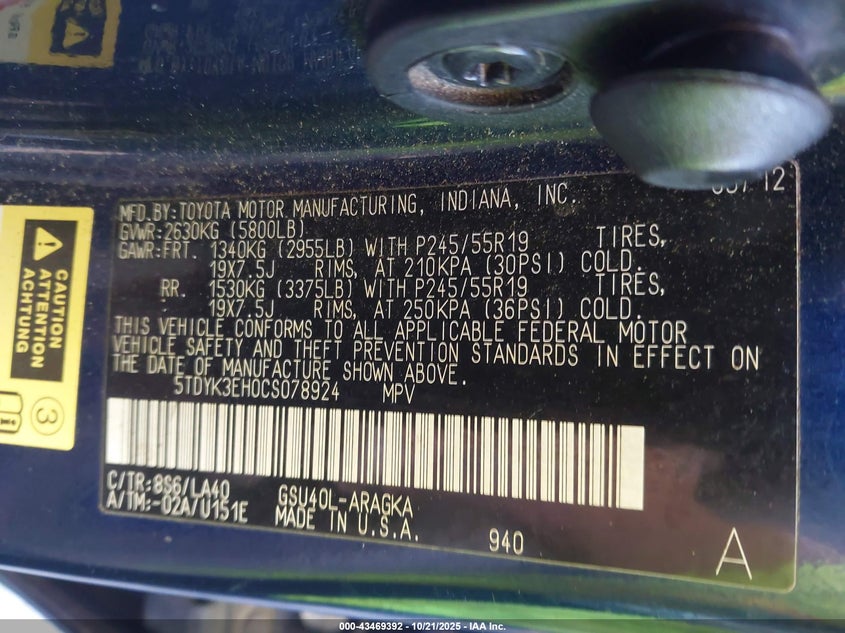 MFD.BY:TOYOTA MOTOR MANUFACTURING, INDIANA, INC.
GVWR:2630KG (5800LB)
GAWR:FRT. 1340KG (2955LB) WITH P245/55R19 TIRES,
19X7.5J RIMS, AT 210KPA (30PSI) COLD.
RR. 1530KG (3375LB) WITH P245/55R19 TIRES,
19X7.5J RIMS, AT 250KPA (36PSI) COLD.
THIS VEHICLE CONFORMS TO ALL APPLICABLE FEDERAL MOTOR
VEHICLE SAFETY AND THEFT PREVENTION STANDARDS IN EFFECT ON
THE DATE OF MANUFACTURE SHOWN ABOVE.
5TDYK3EH0CS078924 MPV
C/TR:8S6/LA40 GSU40L-ARAGKA
A/TM:-02A/U151E MADE IN U.S.A.
940
A
CAUTION
ATTENTION
ACHTUNG
3
000-43469392 - 10/21/2025 - IAA Inc.